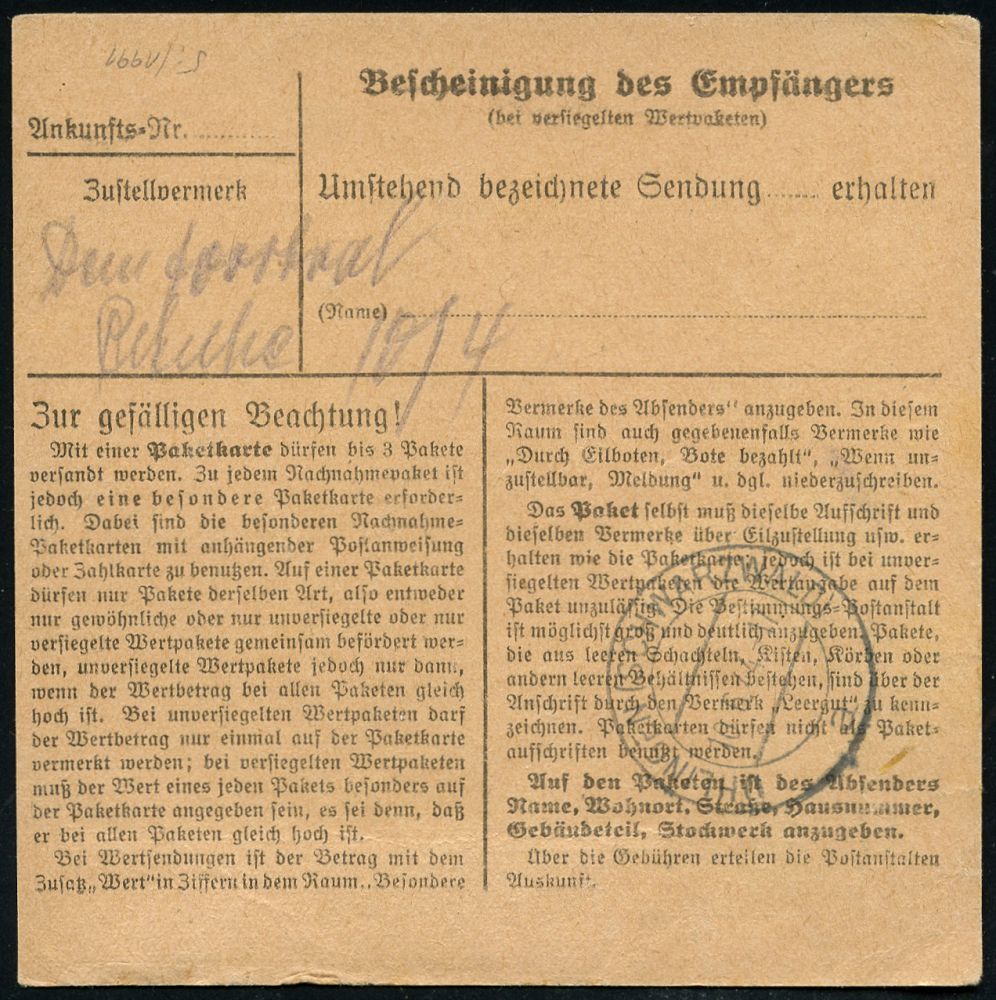 Bescheinigung des Empfängers
(bei versiegelten Wertpaketen)
Ankunfts-Nr.
Zustellvermerk
Umstehend bezeichnete Sendung ...... erhalten
(Name)
10/4
Zur gefälligen Beachtung!
Mit einer Paketkarte dürfen bis 3 Pakete
versandt werden. Zu jedem Nachnahmepaket ist
jedoch eine besondere Paketkarte erforder-
lich. Dabei sind die besonderen Nachnahme-
Paketkarten mit anhängender Postanweisung
oder Zahlkarte zu benutzen. Auf einer Paketkarte
dürfen nur Pakete derselben Art, also entweder
nur gewöhnliche oder nur unversiegelte oder nur
versiegelte Wertpakete gemeinsam befördert wer-
den, unversiegelte Wertpakete jedoch nur dann,
wenn der Wertbetrag bei allen Paketen gleich
hoch ist. Bei unversiegelten Wertpaketen darf
der Wertbetrag nur einmal auf der Paketkarte
vermerkt werden; bei versiegelten Wertpaketen
muß der Wert eines jeden Pakets besonders auf
der Paketkarte angegeben sein, es sei denn, daß
er bei allen Paketen gleich hoch ist.
Bei Wertsendungen ist der Betrag mit dem
Zusatz „Wert" in Ziffern in dem Raum „Besondere
Vermerke des Absenders" anzugeben. In diesem
Raum sind auch gegebenenfalls Vermerke wie
„Durch Eilboten, Bote bezahlt", „Wenn un-
zustellbar, Meldung" u. dgl. niederzuschreiben.
Das Paket selbst muß dieselbe Aufschrift und
dieselben Vermerke über Eilzustellung usw. er-
halten wie die Paketkarte, jedoch ist bei unver-
siegelten Wertpaketen die Wertangabe auf dem
Paket unzulässig. Die Bestimmungs-Postanstalt
ist möglichst groß und deutlich anzugeben. Pakete,
die aus leeren Schachteln, Kisten, Körben oder
andern leeren Behältnissen bestehen, sind über der
Anschrift durch den Vermerk „Leergut" zu kenn-
zeichnen. Paketkarten dürfen nicht als Paket-
aufschriften benutzt werden.
Auf den Paketen ist des Absenders
Name, Wohnort, Straße, Hausnummer,
Gebäudeteil, Stockwerk anzugeben.
Über die Gebühren erteilen die Postanstalten
Auskunft.